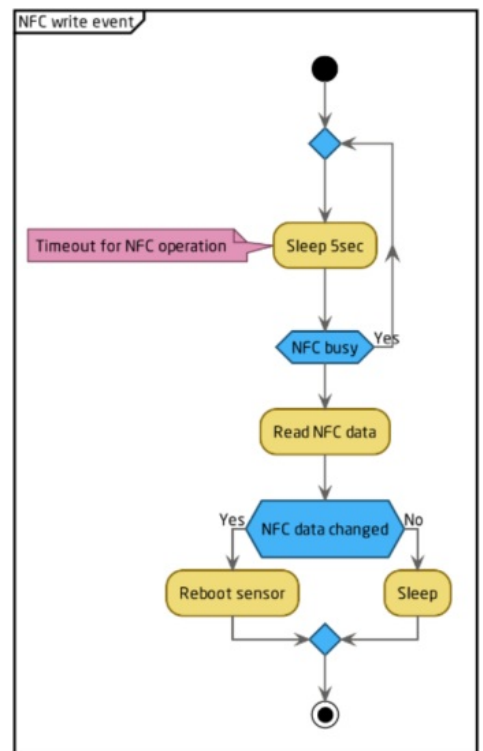 NFC write event
Timeout for NFC operation
Sleep 5sec
NFC busy
Yes
Read NFC data
Yes
NFC data changed
No
Reboot sensor
Sleep